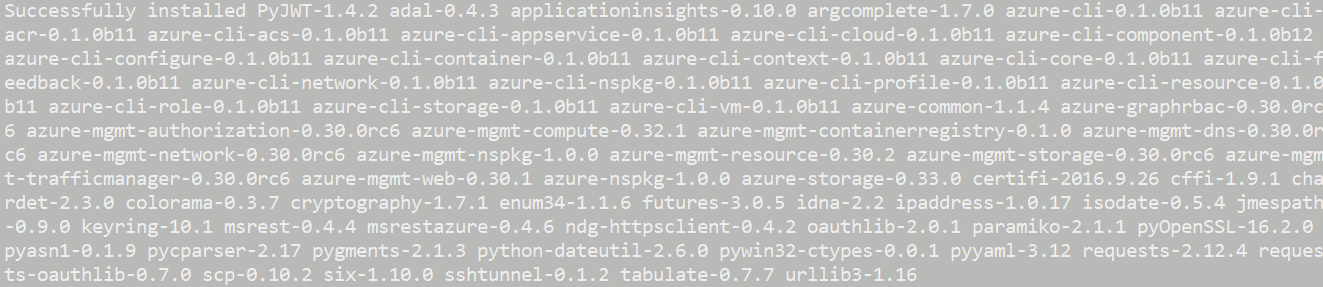 Successfully installed PyJWT-1.4.2 adal-0.4.3 applicationinsights-0.10.0 argcomplete-1.7.0 azure-cli-0.1.0b11 azure-cli-
acr-0.1.0b11 azure-cli-acs-0.1.0b11 azure-cli-appservice-0.1.0b11 azure-cli-cloud-0.1.0b11 azure-cli-component-0.1.0b12
azure-cli-configure-0.1.0b11 azure-cli-container-0.1.0b11 azure-cli-context-0.1.0b11 azure-cli-core-0.1.0b11 azure-cli-f
eedback-0.1.0b11 azure-cli-network-0.1.0b11 azure-cli-nspkg-0.1.0b11 azure-cli-profile-0.1.0b11 azure-cli-resource-0.1.0
b11 azure-cli-role-0.1.0b11 azure-cli-storage-0.1.0b11 azure-cli-vm-0.1.0b11 azure-common-1.1.4 azure-graphrbac-0.30.0rc
6 azure-mgmt-authorization-0.30.0rc6 azure-mgmt-compute-0.32.1 azure-mgmt-containerregistry-0.1.0 azure-mgmt-dns-0.30.0r
c6 azure-mgmt-network-0.30.0rc6 azure-mgmt-nspkg-1.0.0 azure-mgmt-resource-0.30.2 azure-mgmt-storage-0.30.0rc6 azure-mgm
t-trafficmanager-0.30.0rc6 azure-mgmt-web-0.30.1 azure-nspkg-1.0.0 azure-storage-0.33.0 certifi-2016.9.26 cffi-1.9.1 cha
rdet-2.3.0 colorama-0.3.7 cryptography-1.7.1 enum34-1.1.6 futures-3.0.5 idna-2.2 ipaddress-1.0.17 isodate-0.5.4 jmespath
-0.9.0 keyring-10.1 msrest-0.4.4 msrestazure-0.4.6 ndg-httpsclient-0.4.2 oauthlib-2.0.1 paramiko-2.1.1 pyOpenSSL-16.2.0
pyasn1-0.1.9 pycparser-2.17 pygments-2.1.3 python-dateutil-2.6.0 pywin32-ctypes-0.0.1 pyyaml-3.12 requests-2.12.4 reques
ts-oauthlib-0.7.0 scp-0.10.2 six-1.10.0 sshtunnel-0.1.2 tabulate-0.7.7 urllib3-1.16